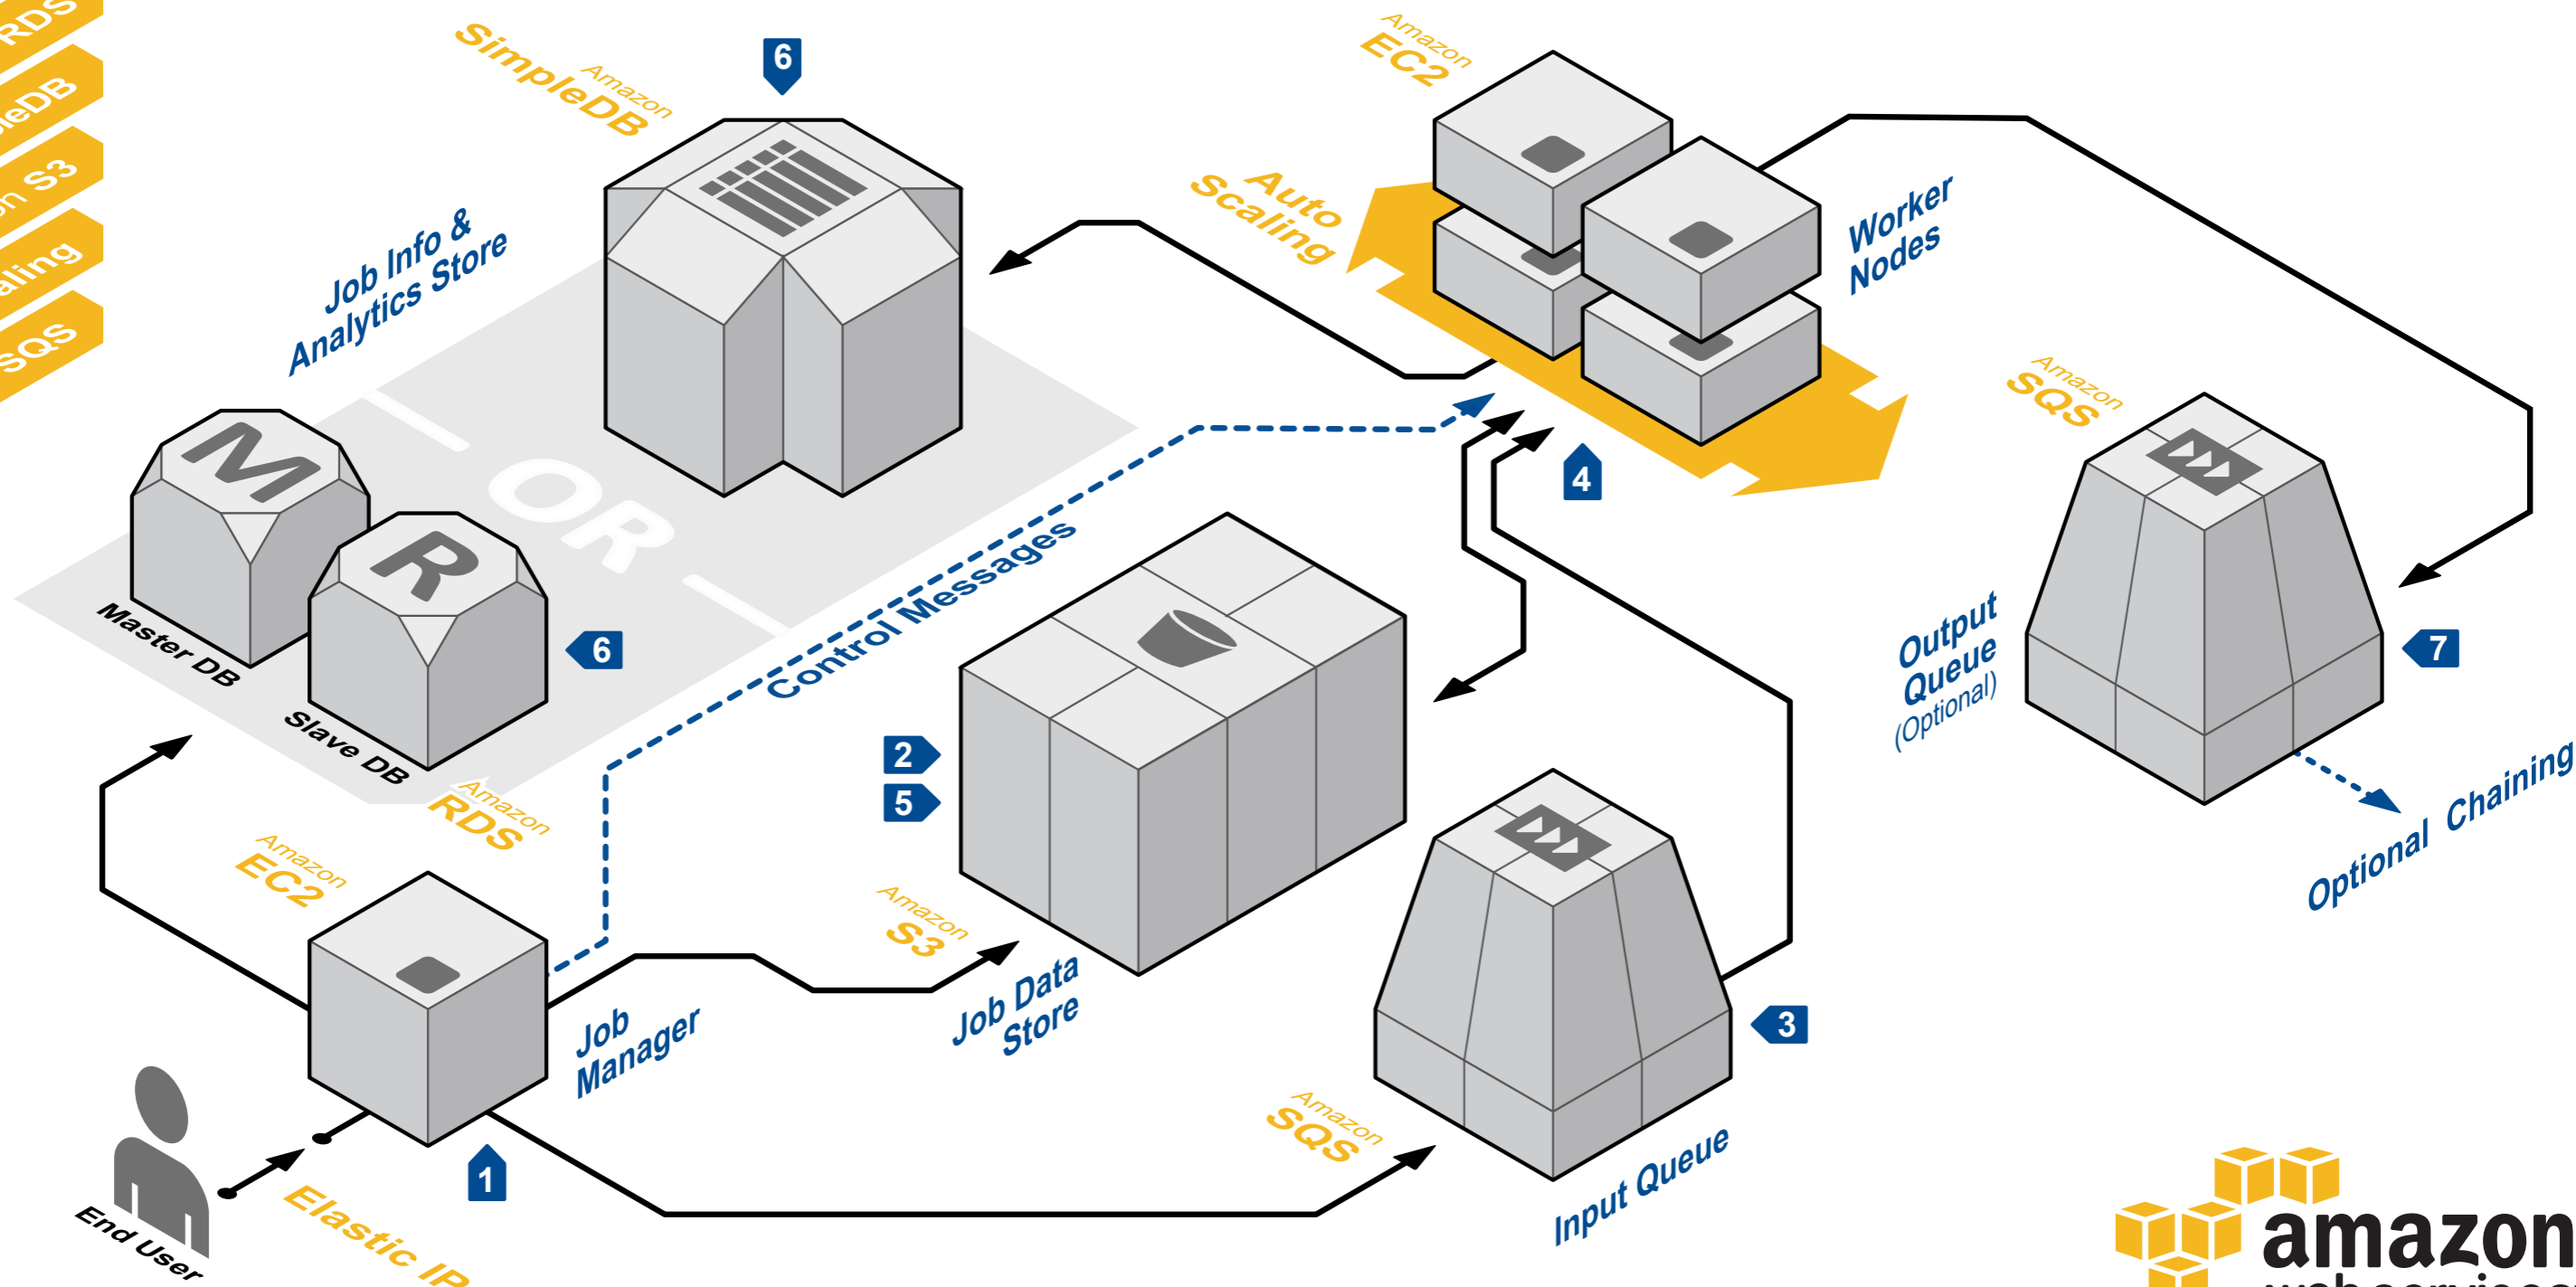 RDS
leDB
n S3
aling
SQS
Amazon
SimpleDB
6
Job Info &
Analytics Store
Amazon
EC2
Auto
Scaling
Worker
Nodes
4
Amazon
SQS
Output
Queue
(Optional)
7
Optional Chaining
M
R
OR
Master DB
Slave DB
6
Amazon
RDS
Control Messages
2
5
Amazon
S3
Job Data
Store
Amazon
EC2
Job
Manager
1
End User
Elastic IP
Amazon
SQS
3
Input Queue
amazon
web services